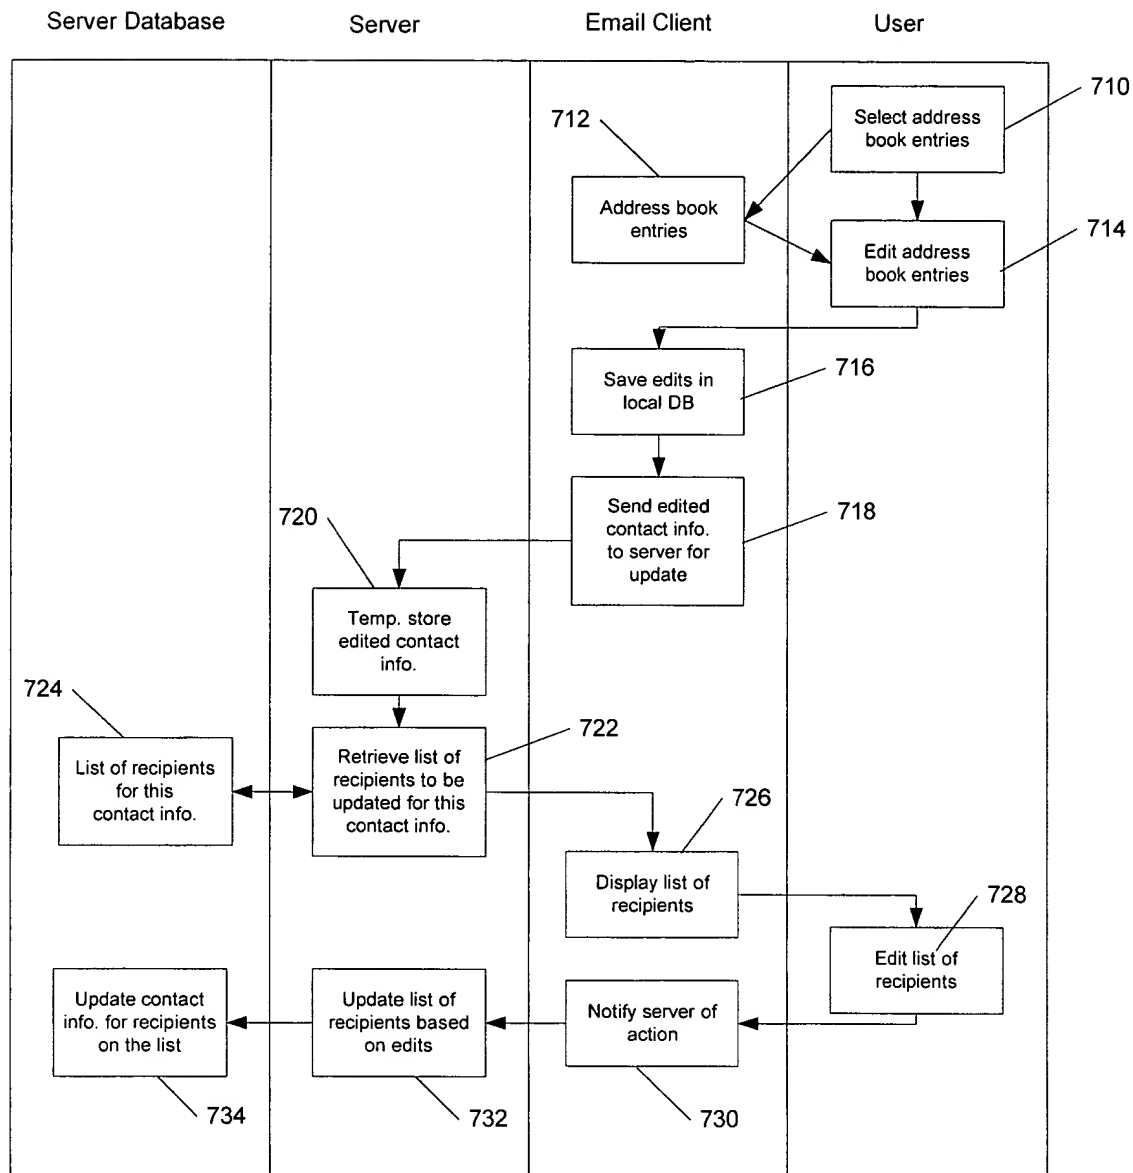 Server Database
Server
Email Client
User
710
Select address
book entries
712
Address book
entries
714
Edit address
book entries
716
Save edits in
local DB
718
Send edited
contact info.
to server for
update
720
Temp. store
edited contact
info.
724
722
List of recipients
for this
contact info.
Retrieve list of
recipients to be
updated for this
contact info.
726
Display list of
recipients
728
Edit list of
recipients
Update contact
info. for recipients
on the list
Update list of
recipients based
on edits
Notify server of
action
734
732
730